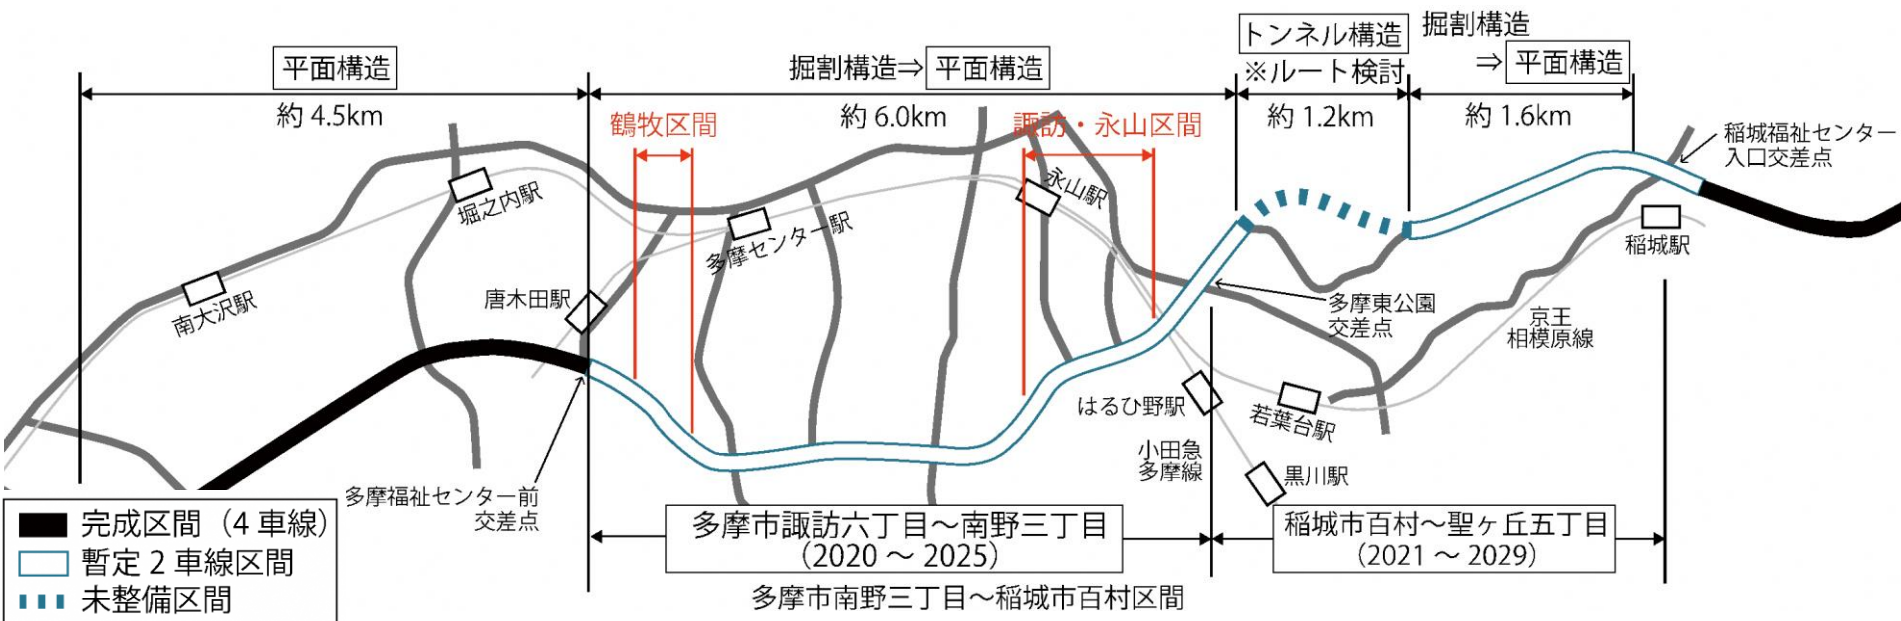 平面構造
約 4.5km
掘割構造⇒ 平面構造
約 6.0km
トンネル構造
※ルート検討
約 1.2km
掘割構造
⇒ 平面構造
約 1.6km
鶴牧区間
諏訪・永山区間
稲城福祉センター
入口交差点
堀之内駅
永山駅
多摩センター駅
南大沢駅
唐木田駅
稲城駅
多摩東公園
交差点
京王
相模原線
はるひ野駅
若葉台駅
小田急
多摩線
黒川駅
多摩福祉センター前
交差点
完成区間（4 車線）
暫定 2 車線区間
未整備区間
多摩市諏訪六丁目～南野三丁目
（2020 ～ 2025）
稲城市百村～聖ヶ丘五丁目
（2021 ～ 2029）
多摩市南野三丁目～稲城市百村区間